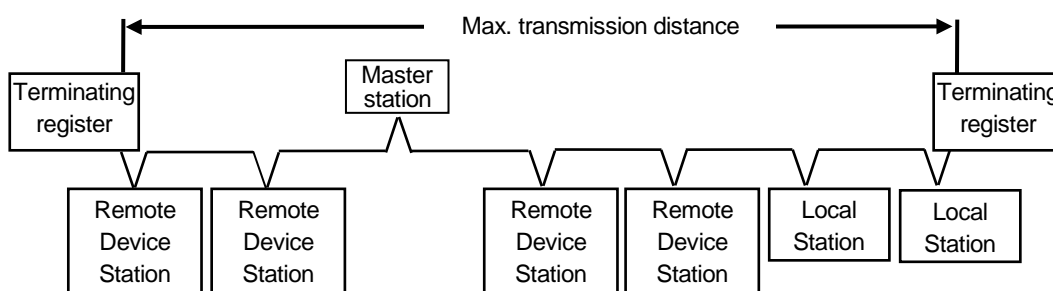 Max. transmission distance
Terminating
register
Master
station
Terminating
register
Remote
Device
Station
Remote
Device
Station
Remote
Device
Station
Remote
Device
Station
Local
Station
Local
Station